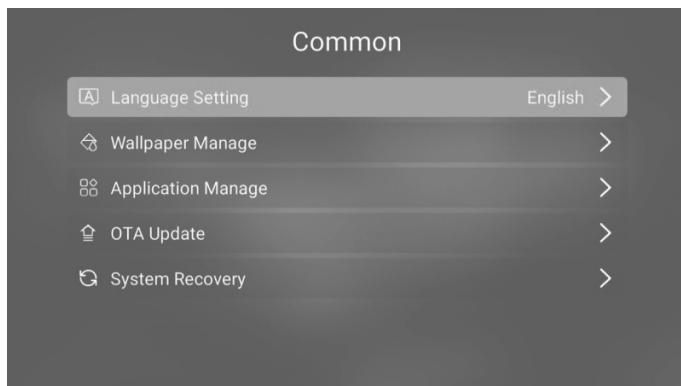 Common
Language Setting English
Wallpaper Manage
Application Manage
OTA Update
System Recovery